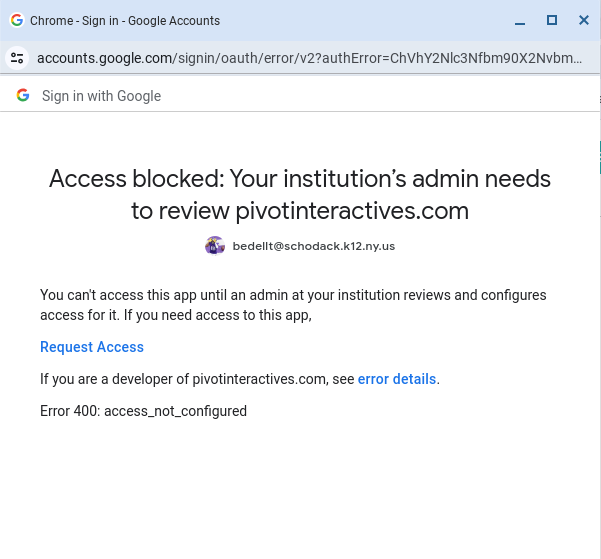 Chrome - Sign in - Google Accounts
accounts.google.com/signin/oauth/error/v2?authError=ChVhY2Nlc3Nfbm90X2Nvbm...
Sign in with Google
Access blocked: Your institution’s admin needs
to review pivotinteractives.com
bedellt@schodack.k12.ny.us
You can't access this app until an admin at your institution reviews and configures
access for it. If you need access to this app,
Request Access
If you are a developer of pivotinteractives.com, see error details.
Error 400: access_not_configured